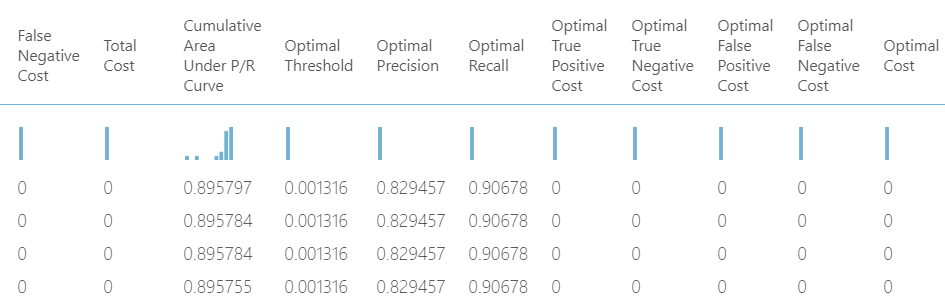 False Negative Cost
Total Cost
Cumulative Area Under P/R Curve
Optimal Threshold
Optimal Precision
Optimal Recall
Optimal True Positive Cost
Optimal True Negative Cost
Optimal False Positive Cost
Optimal False Negative Cost
Optimal Cost
0 0 0.895797 0.001316 0.829457 0.90678 0 0 0 0 0
0 0 0.895784 0.001316 0.829457 0.90678 0 0 0 0 0
0 0 0.895784 0.001316 0.829457 0.90678 0 0 0 0 0
0 0 0.895755 0.001316 0.829457 0.90678 0 0 0 0 0